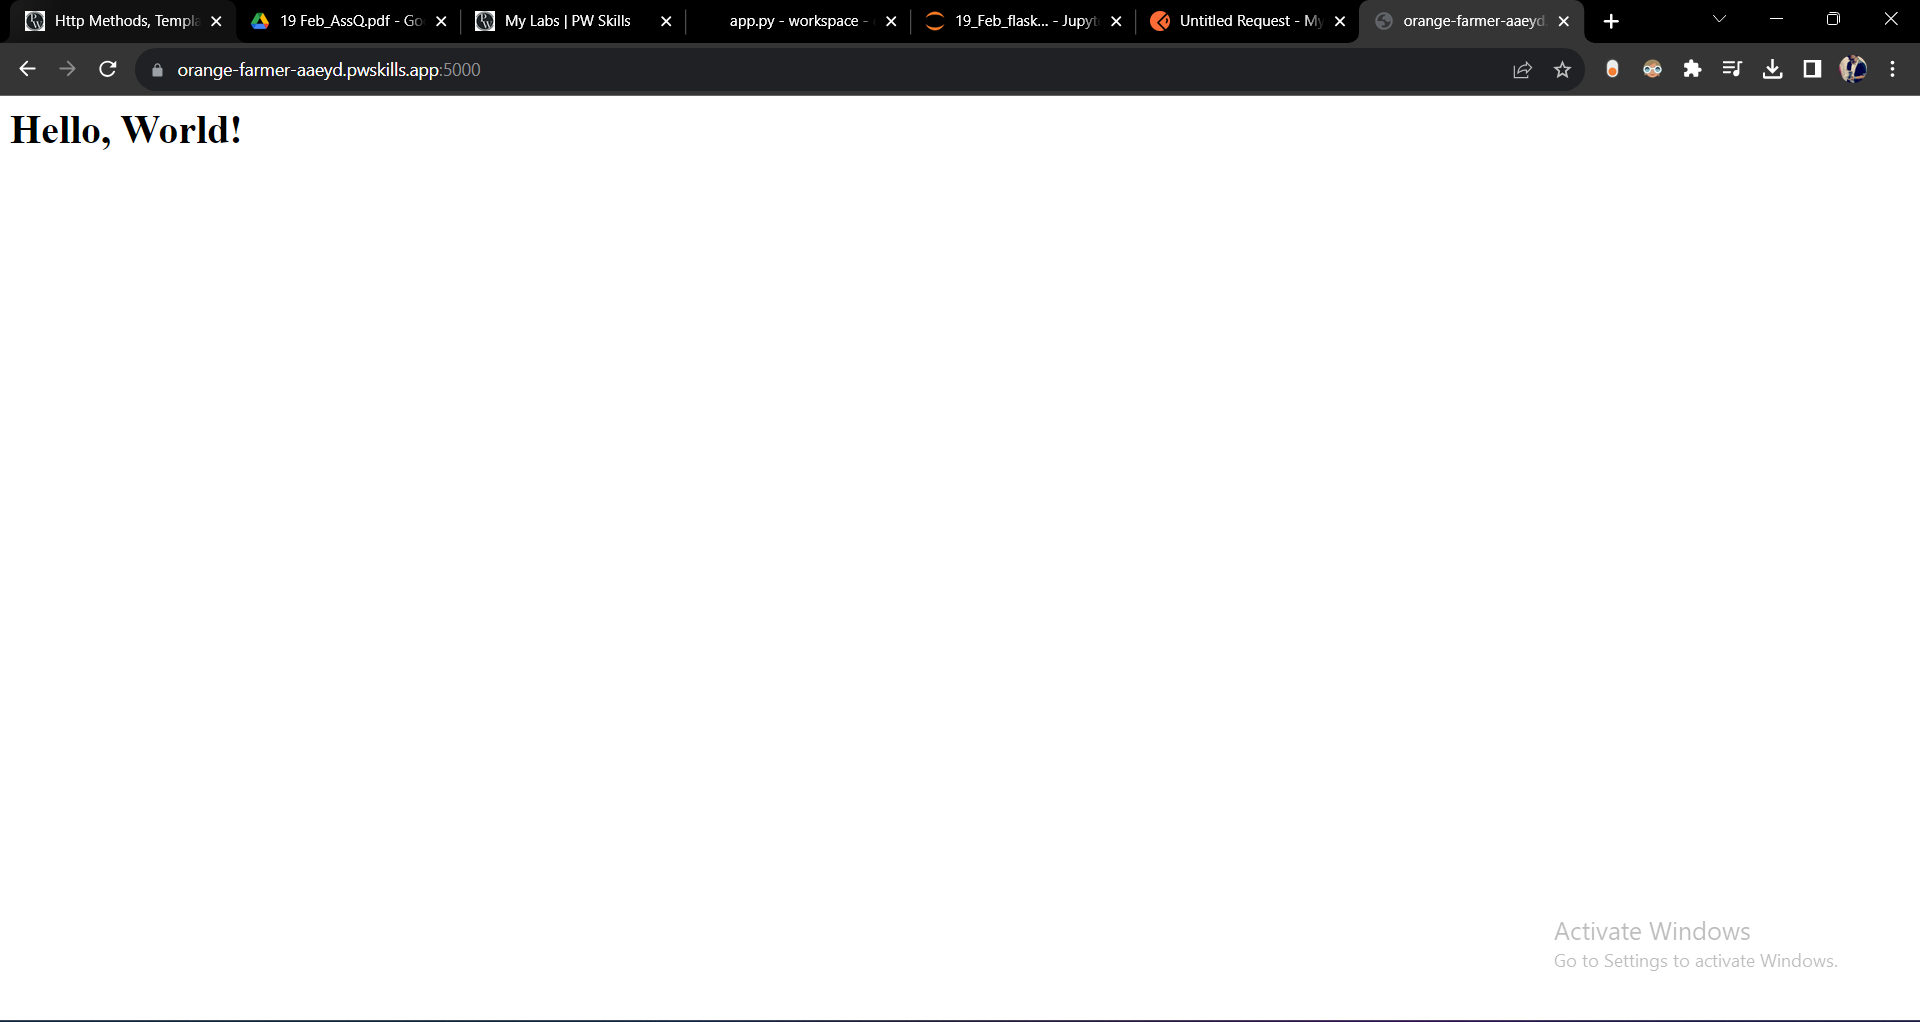 Http Methods, Templa
19 Feb_AssQ.pdf - Go
My Labs | PW Skills
app.py - workspace -
19_Feb_flask... - Jupyt
Untitled Request - My
orange-farmer-aaeyd.
orange-farmer-aaeyd.pwskills.app:5000
Hello, World!
Activate Windows
Go to Settings to activate Windows.